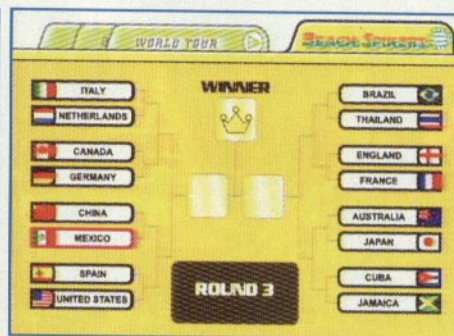 WORLD TOUR
BEACH SPIKERS
WINNER
ITALY
NETHERLANDS
CANADA
GERMANY
CHINA
MEXICO
SPAIN
UNITED STATES
BRAZIL
THAILAND
ENGLAND
FRANCE
AUSTRALIA
JAPAN
CUBA
JAMAICA
ROUND 3